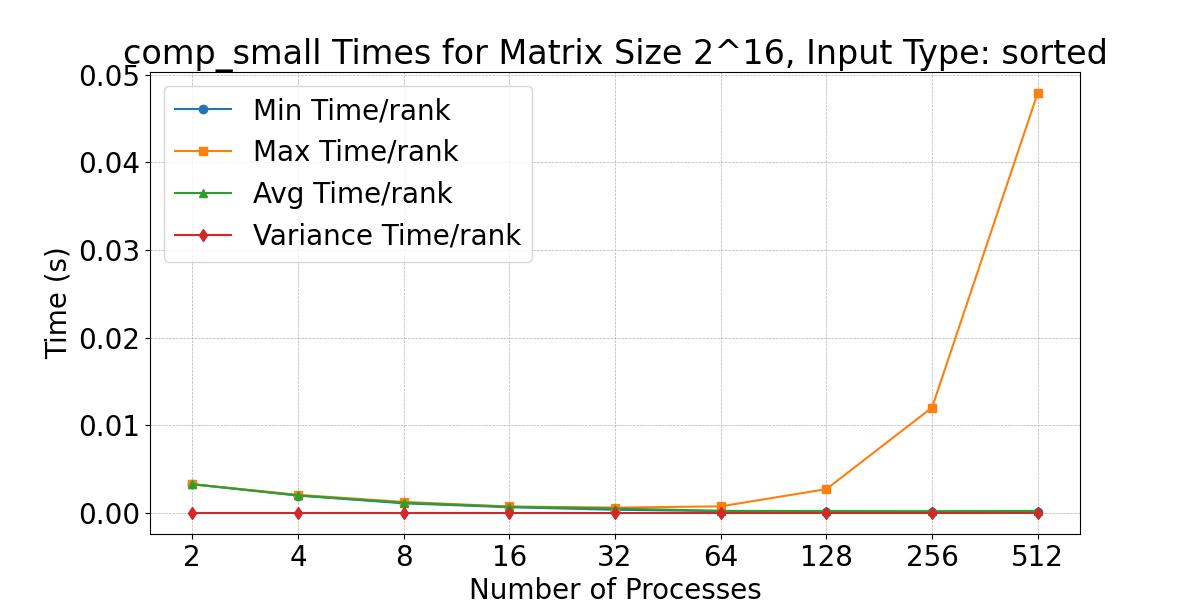 comp_small Times for Matrix Size 2^16, Input Type: sorted
0.05
0.04
0.03
0.02
0.01
0.00
Time (s)
Min Time/rank
Max Time/rank
Avg Time/rank
Variance Time/rank
2 4 8 16 32 64 128 256 512
Number of Processes